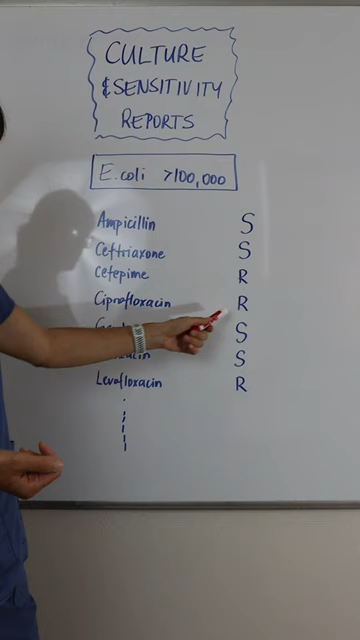 CULTURE
&SENSITIVITY
REPORTS
E.coli >100,000
Ampicillin S
Ceftriaxone S
Cefepime R
Ciprofloxacin R
S
S
Levofloxacin R